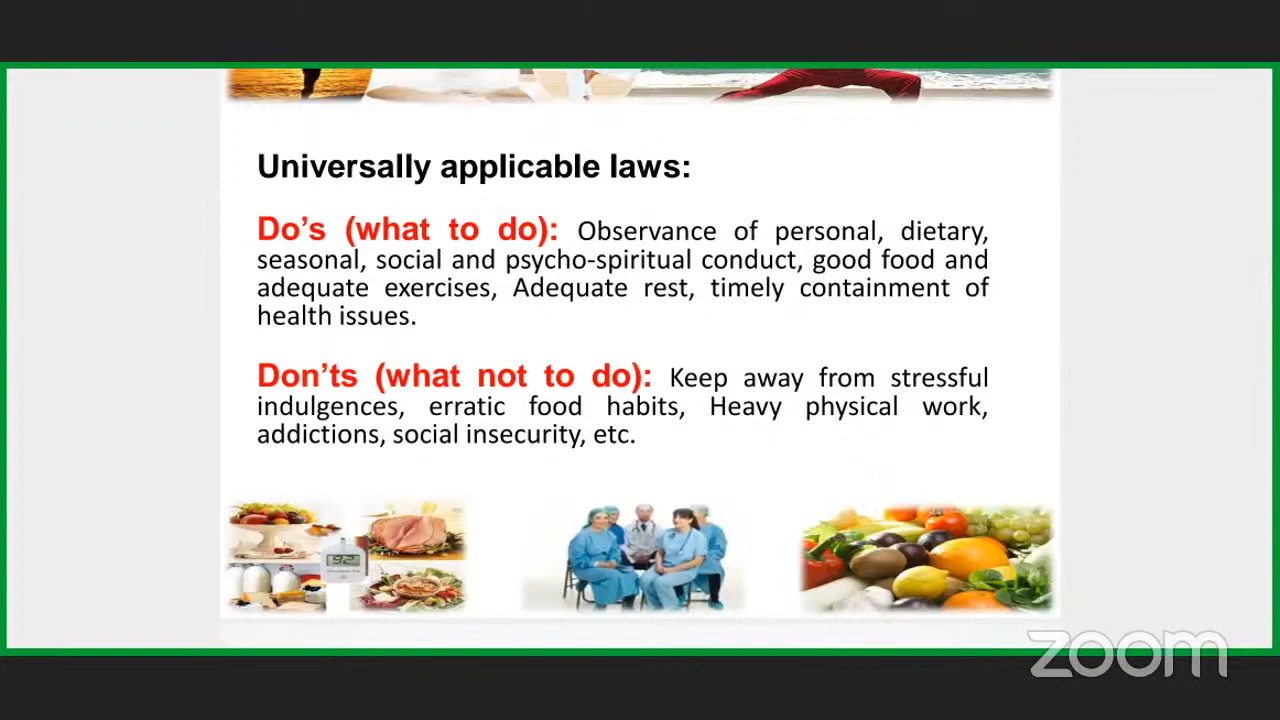 Universally applicable laws:
Do’s (what to do): Observance of personal, dietary,
seasonal, social and psycho-spiritual conduct, good food and
adequate exercises, Adequate rest, timely containment of
health issues.
Don’ts (what not to do): Keep away from stressful
indulgences, erratic food habits, Heavy physical work,
addictions, social insecurity, etc.
92
zoom